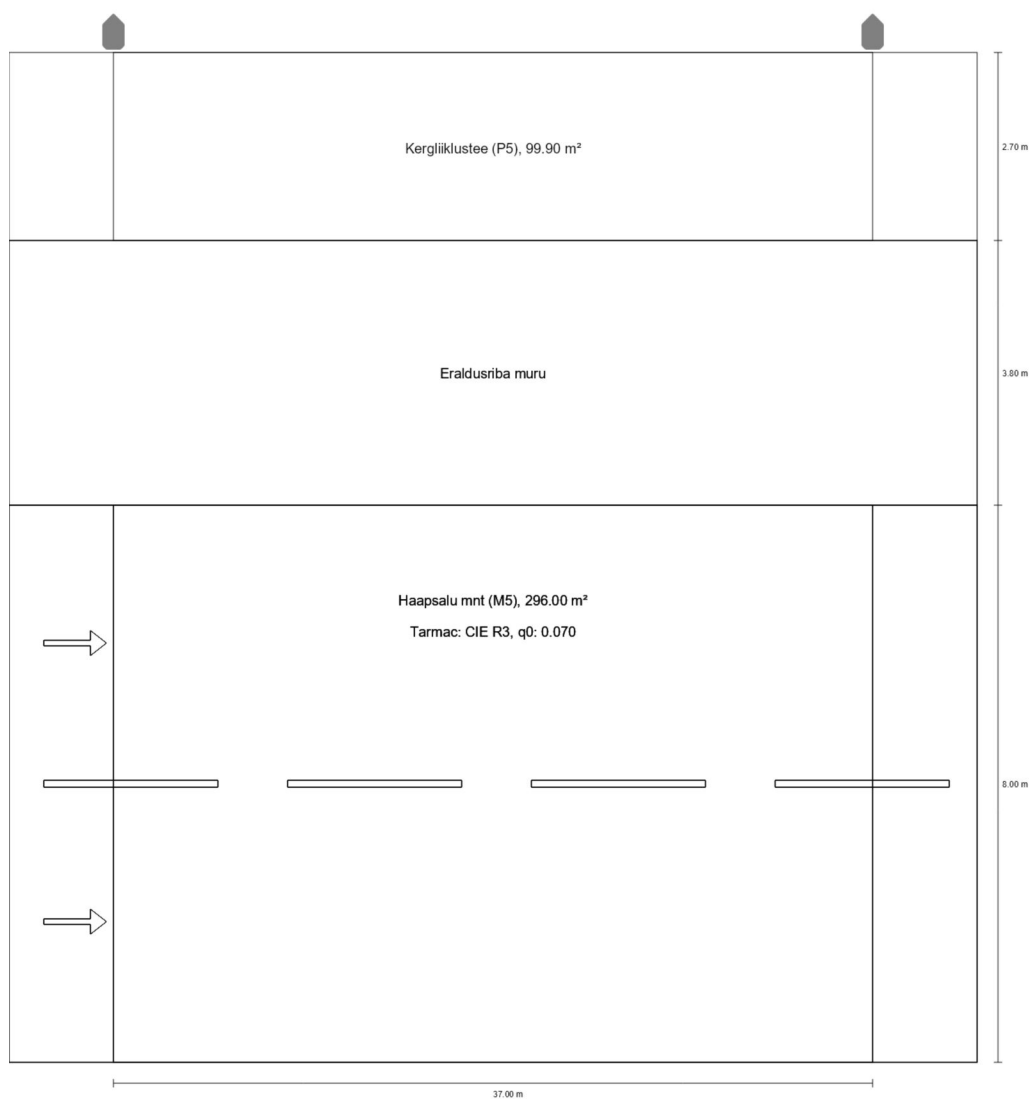 Kergliiklustee (P5), 99.90 m²
2.70 m
Eraldusriba muru
3.80 m
Haapsalu mnt (M5), 296.00 m²
Tarmac: CIE R3, q0: 0.070
8.00 m
37.00 m